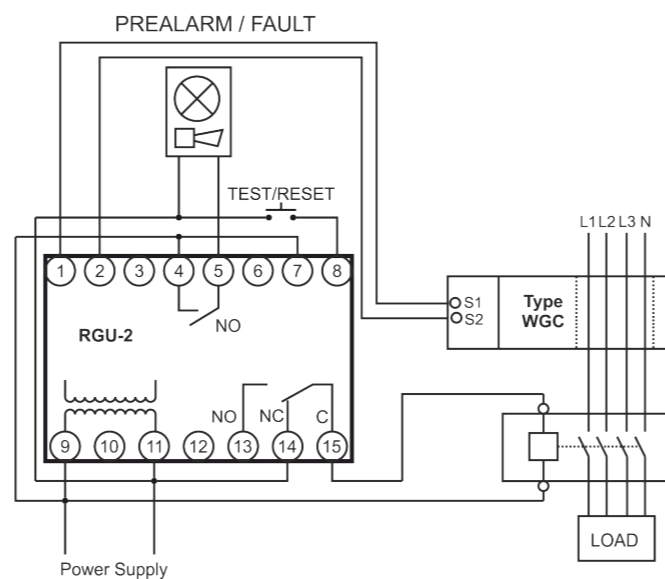 PREALARM / FAULT
TEST/RESET
L1 L2 L3 N
1 2 3 4 5 6 7 8
S1
S2
Type
WGC
NO
RGU-2
NO NC C
9 10 11 12 13 14 15
LOAD
Power Supply